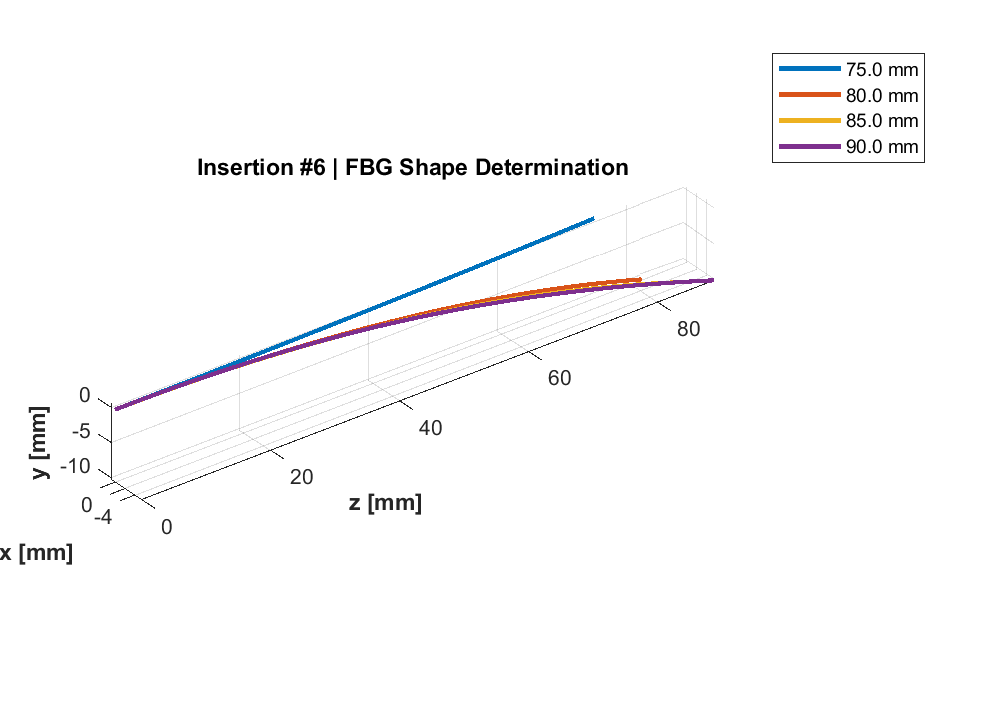 75.0 mm
80.0 mm
85.0 mm
90.0 mm
Insertion #6 | FBG Shape Determination
0
-5
-10
y [mm]
0
-4
x [mm]
0
20
40
60
80
z [mm]